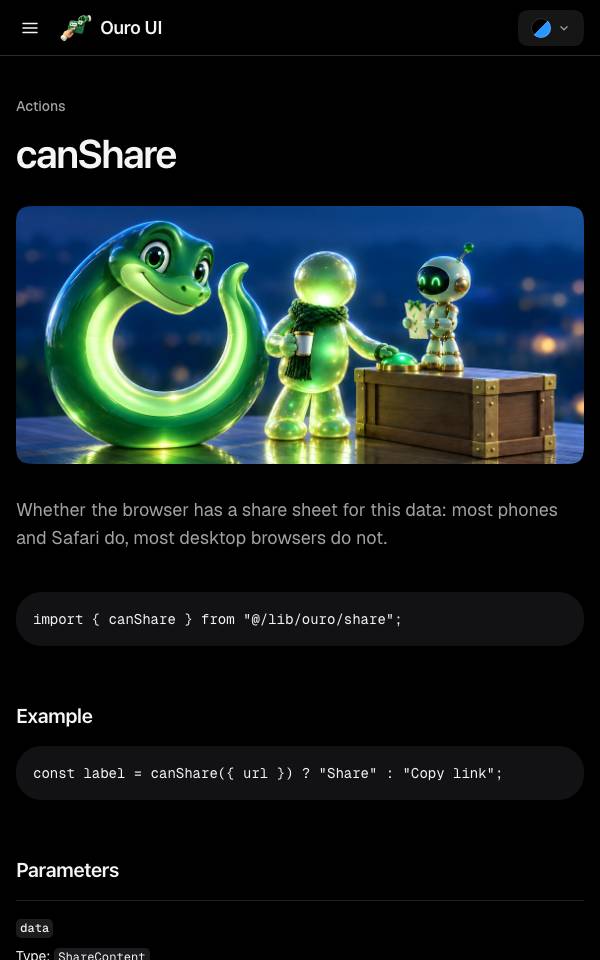 Ouro UI
Actions
canShare
Whether the browser has a share sheet for this data: most phones
and Safari do, most desktop browsers do not.
import { canShare } from "@/lib/ouro/share";
Example
const label = canShare({ url }) ? "Share" : "Copy link";
Parameters
data
Type: ShareContent